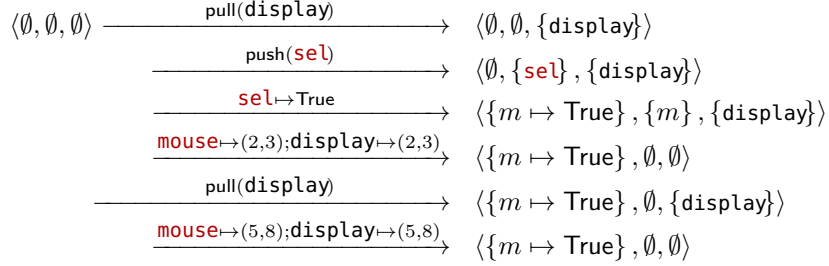 ⟨∅, ∅, ∅⟩ pull(display) ⟨∅, ∅, {display}⟩
push(sel) ⟨∅, {sel} , {display}⟩
sel↦True ⟨{m ↦ True} , {m} , {display}⟩
mouse↦(2,3);display↦(2,3) ⟨{m ↦ True} , ∅, ∅⟩
pull(display) ⟨{m ↦ True} , ∅, {display}⟩
mouse↦(5,8);display↦(5,8) ⟨{m ↦ True} , ∅, ∅⟩